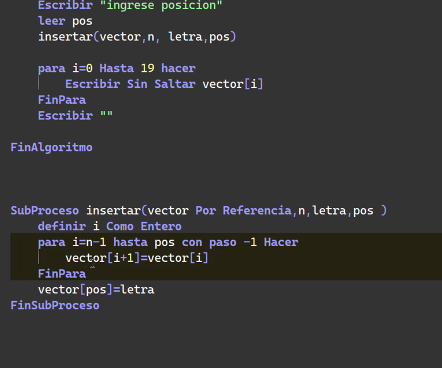 Escribir "ingrese posicion"
leer pos
insertar(vector,n, letra,pos)
para i=0 Hasta 19 hacer
Escribir Sin Saltar vector[i]
FinPara
Escribir ""
FinAlgoritmo
SubProceso insertar(vector Por Referencia,n,letra,pos )
definir i Como Entero
para i=n-1 hasta pos con paso -1 Hacer
vector[i+1]=vector[i]
FinPara
vector[pos]=letra
FinSubProceso